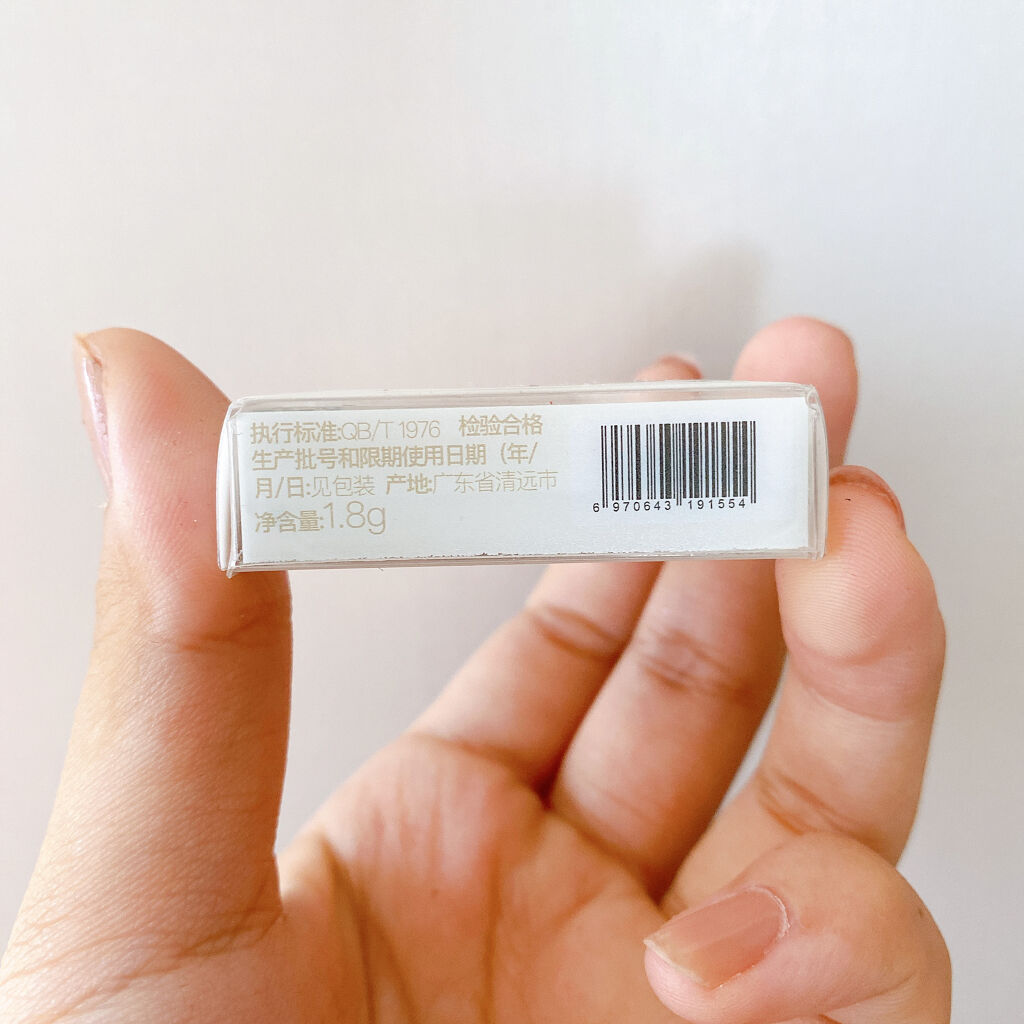 执行标准:QB/T 1976 检验合格
生产批号和限期使用日期（年/
月/日:见包装 产地:广东省清远市
净含量:1.8g
6 970643 191554